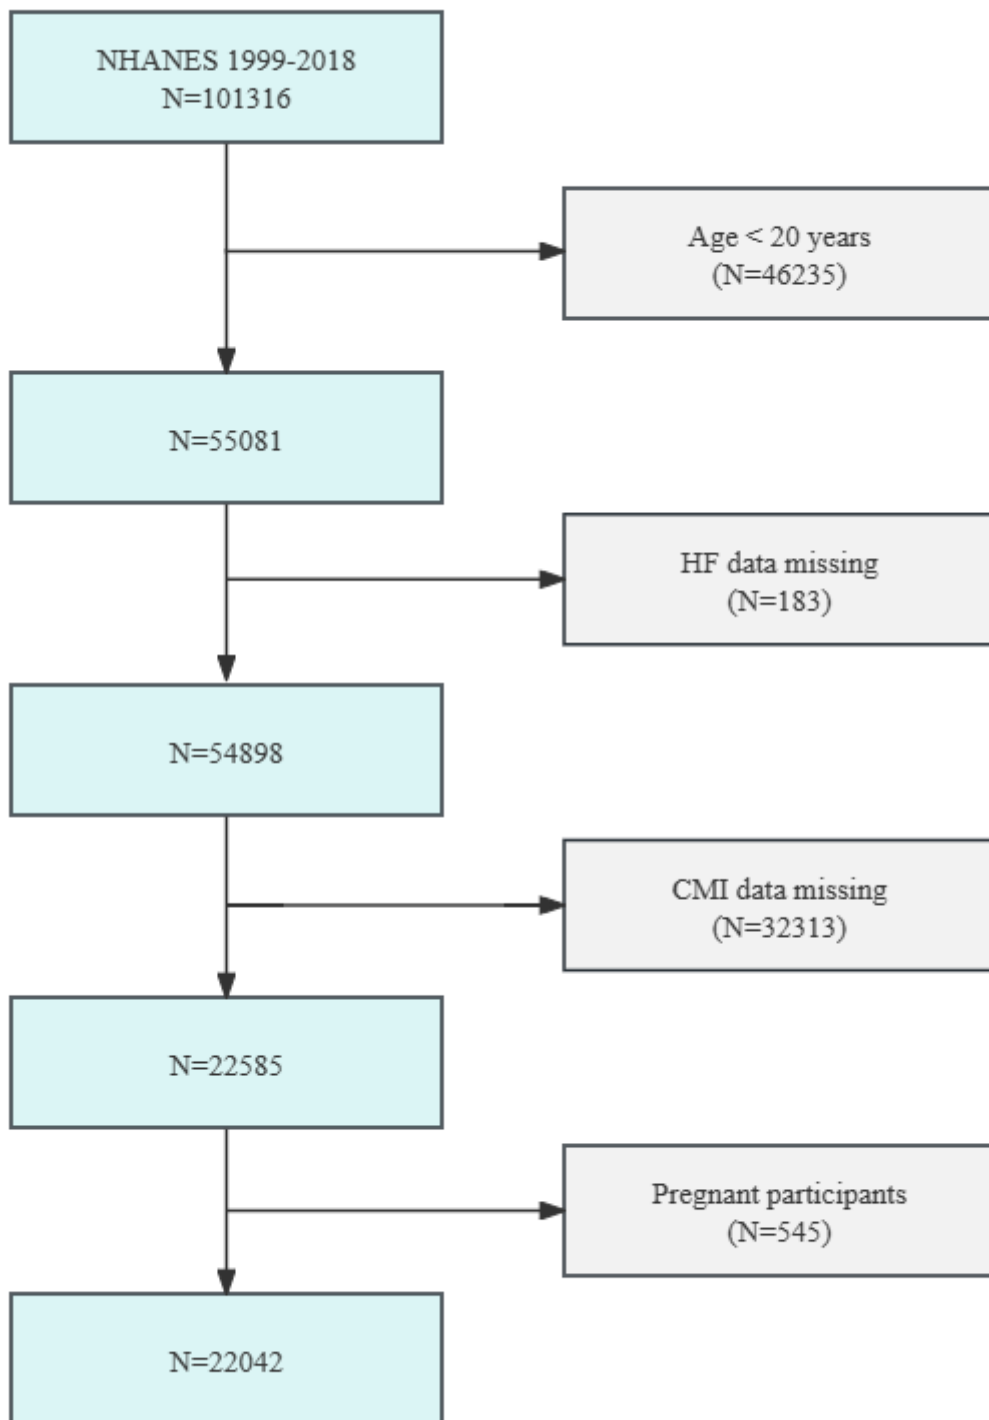 NHANES 1999-2018
N=101316
Age < 20 years
(N=46235)
N=55081
HF data missing
(N=183)
N=54898
CMI data missing
(N=32313)
N=22585
Pregnant participants
(N=545)
N=22042